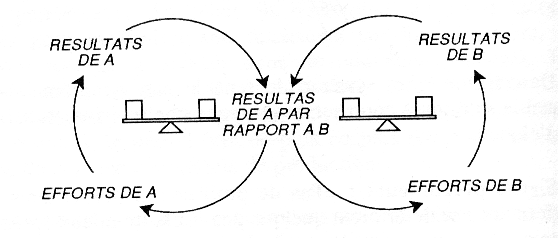 RESULTATS
DE A
RESULTATS
DE B
RESULTAS
DE A PAR
RAPPORT A B
EFFORTS DE A
EFFORTS DE B